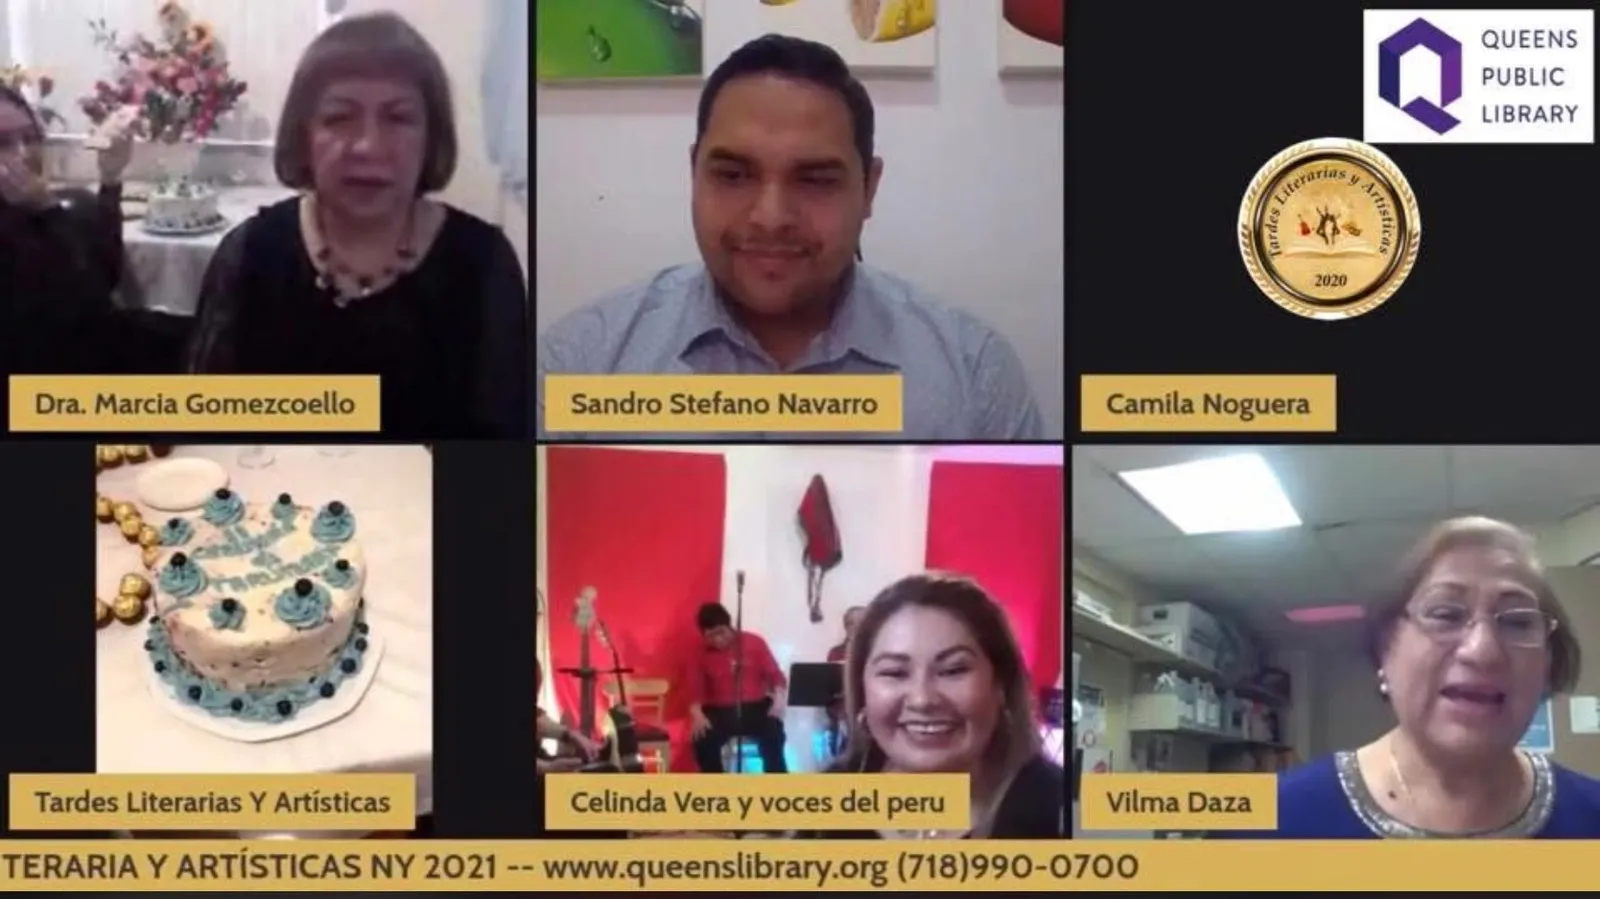 QUEENS
PUBLIC
LIBRARY
Tardes Literarias y Artísticas
2020
Dra. Marcia Gomezcoello
Sandro Stefano Navarro
Camila Noguera
Tardes Literarias Y Artísticas
Celinda Vera y voces del peru
Vilma Daza
TERARIA Y ARTÍSTICAS NY 2021 -- www.queenslibrary.org (718)990-0700